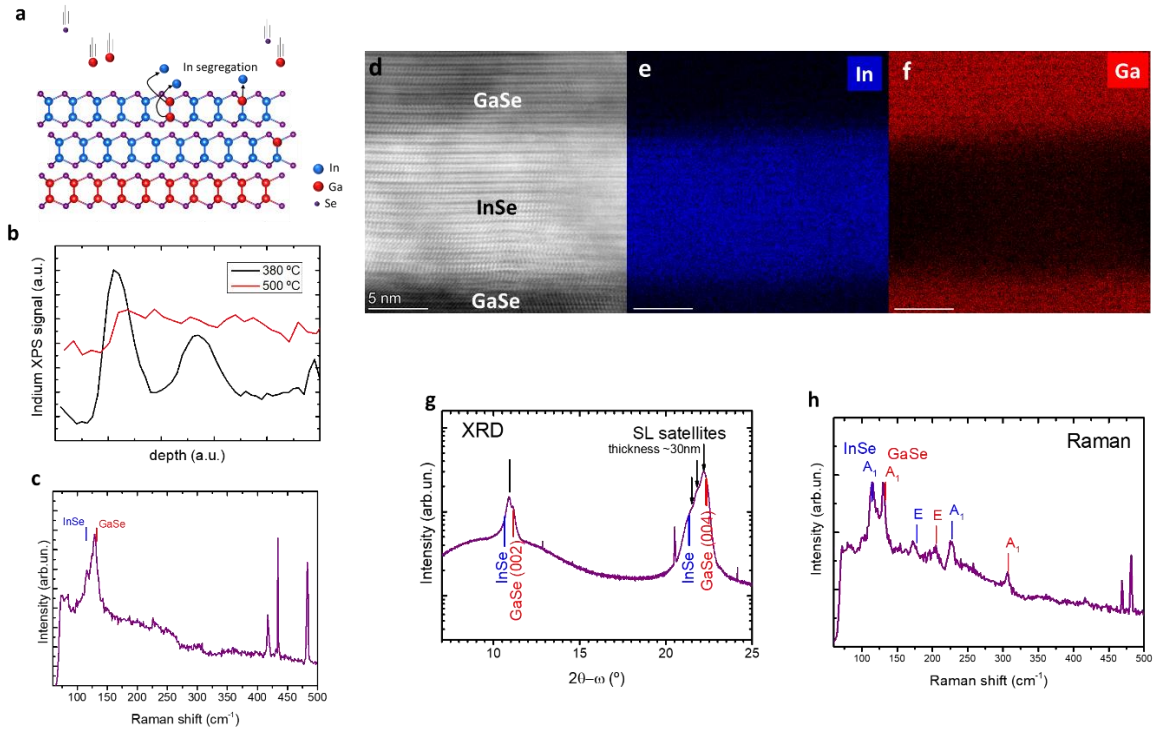 a
In segregation
In
Ga
Se
b
Indium XPS signal (a.u.)
380 ºC
500 ºC
depth (a.u.)
c
InSe
GaSe
Intensity (arb.un.)
100 150 200 250 300 350 400 450 500
Raman shift (cm⁻¹)
d
GaSe
InSe
GaSe
5 nm
e
In
f
Ga
g
XRD
SL satellites
thickness ~30nm
InSe
GaSe (002)
InSe
GaSe (004)
Intensity (arb.un.)
10 15 20 25
2θ–ω (º)
h
Raman
InSe
A₁
GaSe
A₁
E
E
A₁
A₁
Intensity (arb.un.)
100 150 200 250 300 350 400 450 500
Raman shift (cm⁻¹)